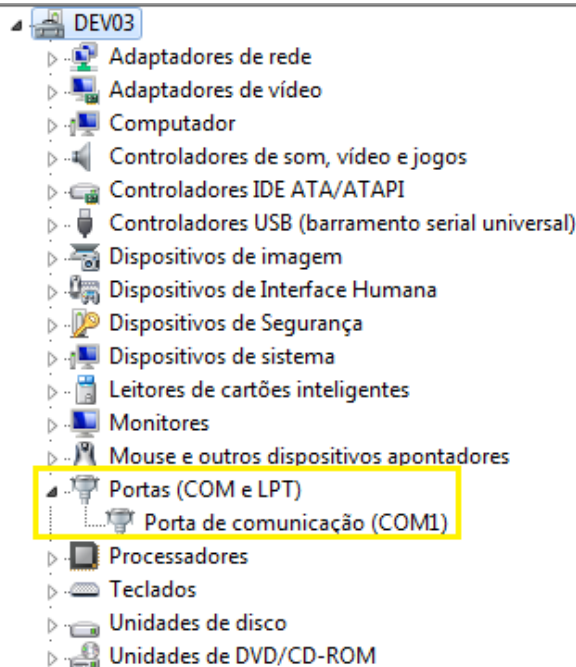 DEV03
Adaptadores de rede
Adaptadores de vídeo
Computador
Controladores de som, vídeo e jogos
Controladores IDE ATA/ATAPI
Controladores USB (barramento serial universal)
Dispositivos de imagem
Dispositivos de Interface Humana
Dispositivos de Segurança
Dispositivos de sistema
Leitores de cartões inteligentes
Monitores
Mouse e outros dispositivos apontadores
Portas (COM e LPT)
Porta de comunicação (COM1)
Processadores
Teclados
Unidades de disco
Unidades de DVD/CD-ROM